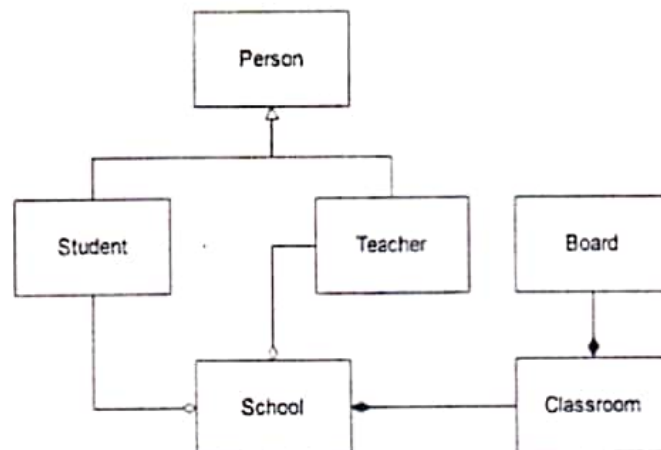 Person
Student
Teacher
Board
School
Classroom